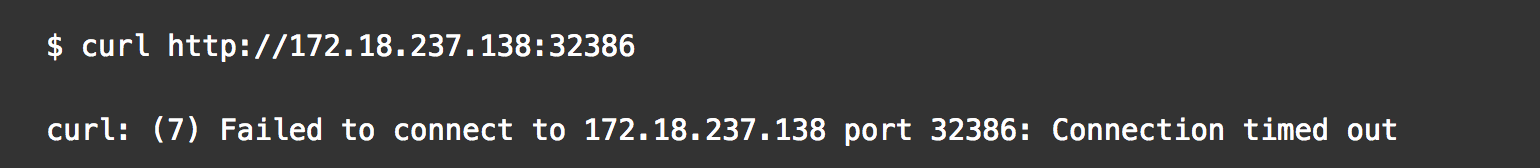 $ curl http://172.18.237.138:32386
curl: (7) Failed to connect to 172.18.237.138 port 32386: Connection timed out